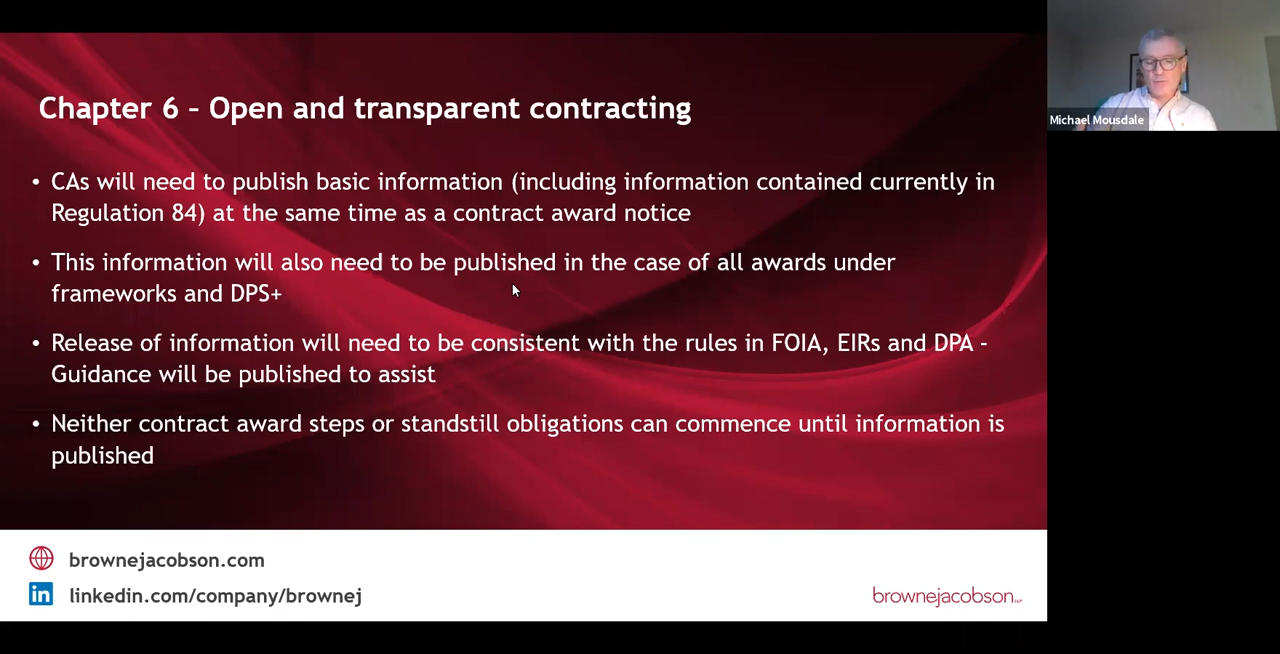 Chapter 6 – Open and transparent contracting
• CAs will need to publish basic information (including information contained currently in
Regulation 84) at the same time as a contract award notice
• This information will also need to be published in the case of all awards under
frameworks and DPS+
• Release of information will need to be consistent with the rules in FOIA, EIRs and DPA -
Guidance will be published to assist
• Neither contract award steps or standstill obligations can commence until information is
published
brownejacobson.com
in linkedin.com/company/brownej
brownejacobson
Michael Mousdale